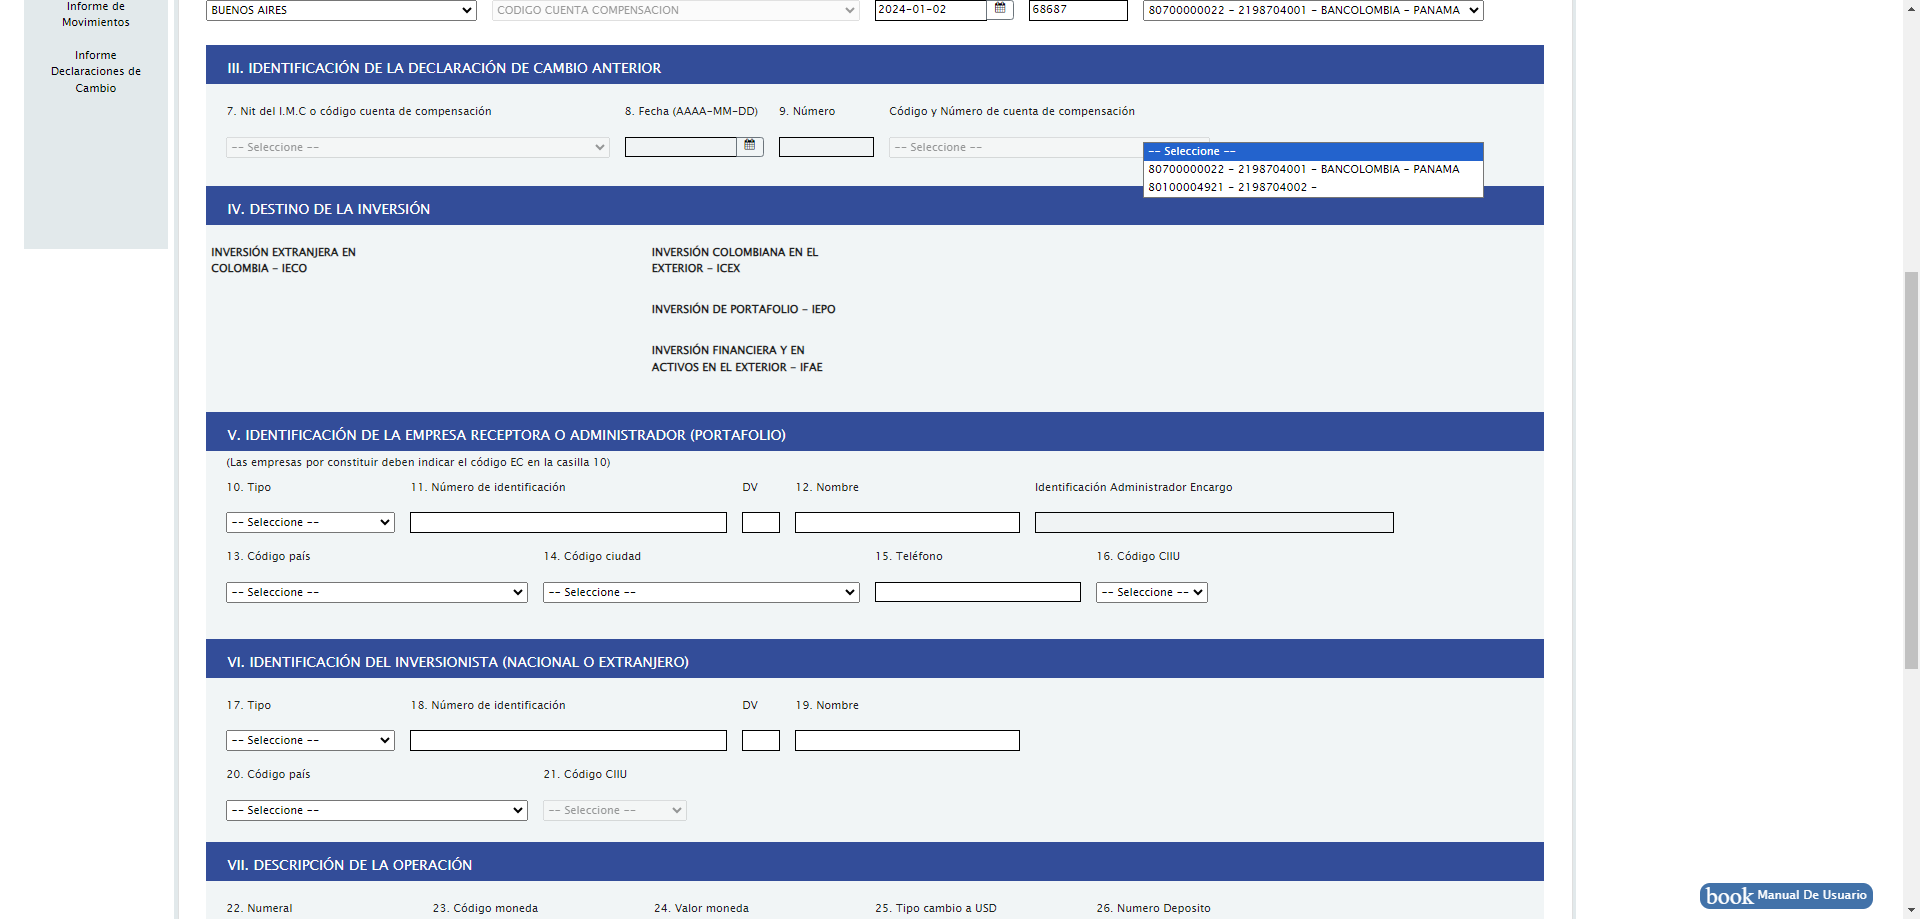 Informe de
Movimientos
Informe
Declaraciones de
Cambio
BUENOS AIRES
CODIGO CUENTA COMPENSACION
2024-01-02
68687
80700000022 - 2198704001 - BANCOLOMBIA - PANAMA
III. IDENTIFICACIÓN DE LA DECLARACIÓN DE CAMBIO ANTERIOR
7. Nit del I.M.C o código cuenta de compensación
8. Fecha (AAAA-MM-DD)
9. Número
Código y Número de cuenta de compensación
-- Seleccione --
-- Seleccione --
-- Seleccione --
80700000022 - 2198704001 - BANCOLOMBIA - PANAMA
80100004921 - 2198704002 -
IV. DESTINO DE LA INVERSIÓN
INVERSIÓN EXTRANJERA EN
COLOMBIA - IECO
INVERSIÓN COLOMBIANA EN EL
EXTERIOR - ICEX
INVERSIÓN DE PORTAFOLIO - IEPO
INVERSIÓN FINANCIERA Y EN
ACTIVOS EN EL EXTERIOR - IFAE
V. IDENTIFICACIÓN DE LA EMPRESA RECEPTORA O ADMINISTRADOR (PORTAFOLIO)
(Las empresas por constituir deben indicar el código EC en la casilla 10)
10. Tipo
11. Número de identificación
DV
12. Nombre
Identificación Administrador Encargo
-- Seleccione --
13. Código país
14. Código ciudad
15. Teléfono
16. Código CIIU
-- Seleccione --
-- Seleccione --
-- Seleccione --
VI. IDENTIFICACIÓN DEL INVERSIONISTA (NACIONAL O EXTRANJERO)
17. Tipo
18. Número de identificación
DV
19. Nombre
-- Seleccione --
20. Código país
21. Código CIIU
-- Seleccione --
-- Seleccione --
VII. DESCRIPCIÓN DE LA OPERACIÓN
22. Numeral
23. Código moneda
24. Valor moneda
25. Tipo cambio a USD
26. Numero Deposito
book Manual De Usuario